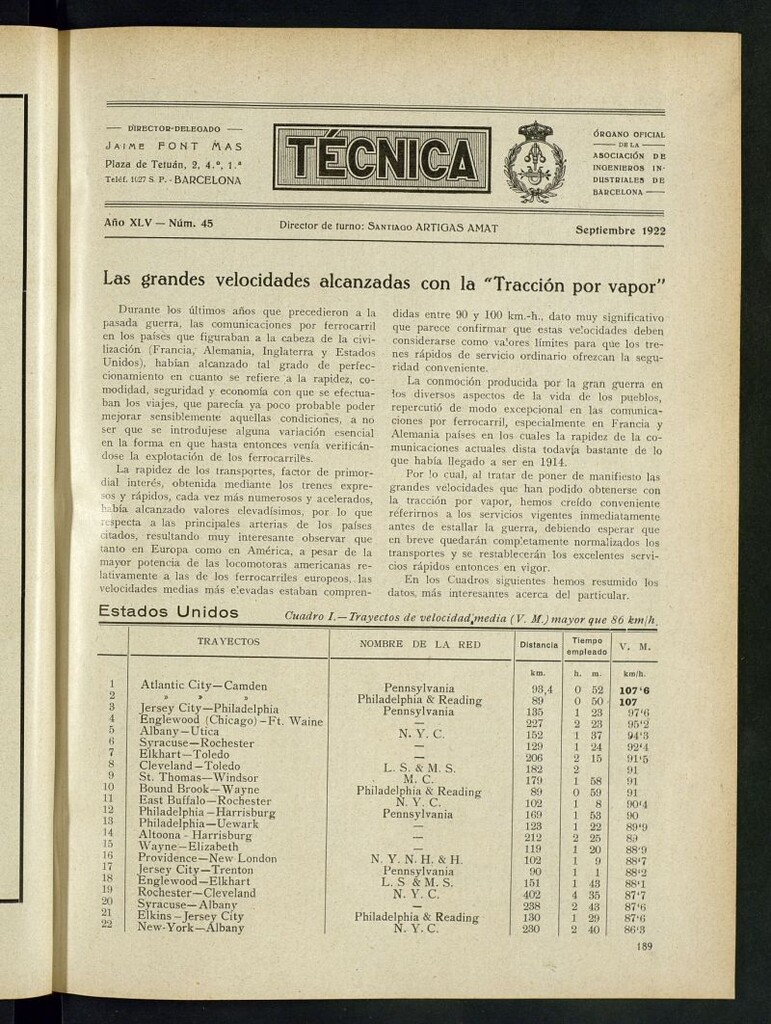 DIRECTOR-DELEGADO
JAIME FONT MAS
Plaza de Tetuán, 2, 4.º, 1.ª
Teléf. 1027 S. P. - BARCELONA
TÉCNICA
ÓRGANO OFICIAL
DE LA
ASOCIACIÓN DE
INGENIEROS IN-
DUSTRIALES DE
BARCELONA
Año XLV — Núm. 45
Director de turno: SANTIAGO ARTIGAS AMAT
Septiembre 1922
Las grandes velocidades alcanzadas con la "Tracción por vapor"
Durante los últimos años que precedieron a la
pasada guerra, las comunicaciones por ferrocarril
en los países que figuraban a la cabeza de la civi-
lización (Francia, Alemania, Inglaterra y Estados
Unidos), habían alcanzado tal grado de perfec-
cionamiento en cuanto se refiere a la rapidez, co-
modidad, seguridad y economía con que se efectua-
ban los viajes, que parecía ya poco probable poder
mejorar sensiblemente aquellas condiciones, a no
ser que se introdujese alguna variación esencial
en la forma en que hasta entonces venía verificán-
dose la explotación de los ferrocarriles.
La rapidez de los transportes, factor de primor-
dial interés, obtenida mediante los trenes expre-
sos y rápidos, cada vez más numerosos y acelerados,
había alcanzado valores elevadísimos, por lo que
respecta a las principales arterias de los países
citados, resultando muy interesante observar que
tanto en Europa como en América, a pesar de la
mayor potencia de las locomotoras americanas re-
lativamente a las de los ferrocarriles europeos, las
velocidades medias más elevadas estaban compren-
didas entre 90 y 100 km.-h., dato muy significativo
que parece confirmar que estas velocidades deben
considerarse como valores límites para que los tre-
nes rápidos de servicio ordinario ofrezcan la segu-
ridad conveniente.
La conmoción producida por la gran guerra en
los diversos aspectos de la vida de los pueblos,
repercutió de modo excepcional en las comunica-
ciones por ferrocarril, especialmente en Francia y
Alemania países en los cuales la rapidez de la co-
municaciones actuales dista todavía bastante de lo
que había llegado a ser en 1914.
Por lo cual, al tratar de poner de manifiesto las
grandes velocidades que han podido obtenerse con
la tracción por vapor, hemos creído conveniente
referirnos a los servicios vigentes inmediatamente
antes de estallar la guerra, debiendo esperar que
en breve quedarán completamente normalizados los
transportes y se restablecerán los excelentes servi-
cios rápidos entonces en vigor.
En los Cuadros siguientes hemos resumido los
datos, más interesantes acerca del particular.
Estados Unidos Cuadro I.—Trayectos de velocidad media (V. M.) mayor que 86 km/h.
TRAYECTOS NOMBRE DE LA RED Distancia Tiempo empleado V. M.
km. h. m. km/h.
1 Atlantic City—Camden Pennsylvania 93,4 0 52 107'6
2 » » Philadelphia & Reading 89 0 50 107
3 Jersey City—Philadelphia Pennsylvania 135 1 23 97'6
4 Englewood (Chicago)—Ft. Waine — 227 2 23 95'2
5 Albany—Utica N. Y. C. 152 1 37 94'3
6 Syracuse—Rochester — 129 1 24 92'4
7 Elkhart—Toledo — 206 2 15 91'5
8 Cleveland—Toledo L. S. & M. S. 182 2 91
9 St. Thomas—Windsor M. C. 179 1 58 91
10 Bound Brook—Wayne Philadelphia & Reading 89 0 59 91
11 East Buffalo—Rochester N. Y. C. 102 1 8 90'4
12 Philadelphia—Harrisburg Pennsylvania 169 1 53 90
13 Philadelphia—Uewark — 123 1 22 89'9
14 Altoona - Harrisburg — 212 2 25 89
15 Wayne—Elizabeth — 119 1 20 88'9
16 Providence—New London N. Y. N. H. & H. 102 1 9 88'7
17 Jersey City—Trenton Pennsylvania 90 1 1 88'2
18 Englewood—Elkhart L. S & M. S. 151 1 43 88'1
19 Rochester—Cleveland N. Y. C. 402 4 35 87'7
20 Syracuse—Albany — 238 2 43 87'6
21 Elkins—Jersey City Philadelphia & Reading 130 1 29 87'6
22 New-York—Albany N. Y. C. 230 2 40 86'3
189